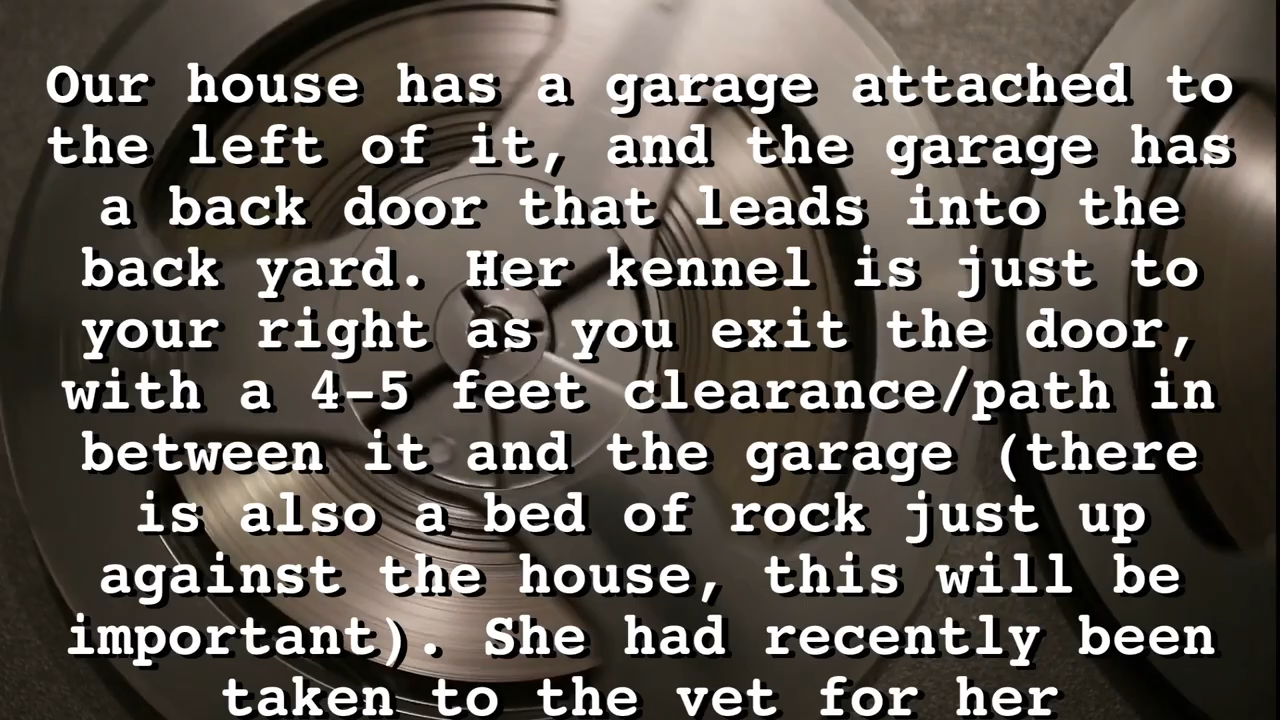 Our house has a garage attached to
the left of it, and the garage has
a back door that leads into the
back yard. Her kennel is just to
your right as you exit the door,
with a 4-5 feet clearance/path in
between it and the garage (there
is also a bed of rock just up
against the house, this will be
important). She had recently been
taken to the vet for her